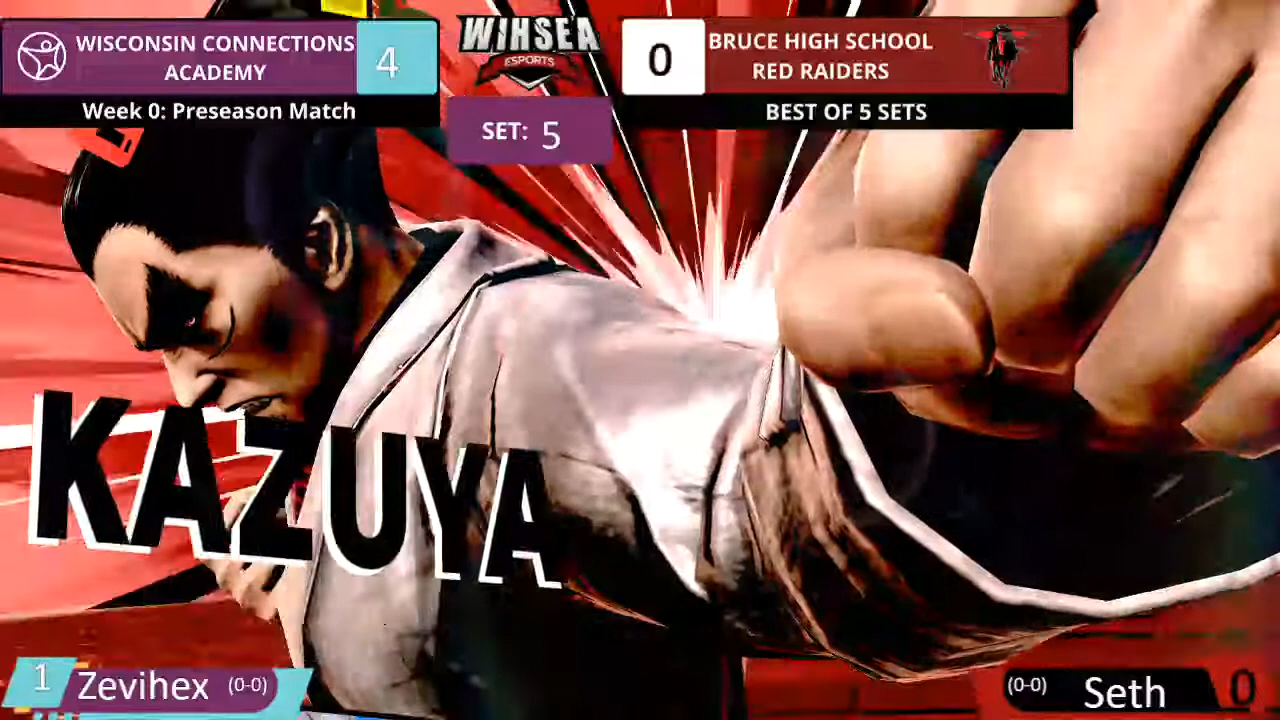 WISCONSIN CONNECTIONS
ACADEMY
4
Week 0: Preseason Match
WIHSEA
ESPORTS
SET: 5
0
BRUCE HIGH SCHOOL
RED RAIDERS
BEST OF 5 SETS
KAZUYA
1
Zevihex (0-0)
(0-0) Seth 0